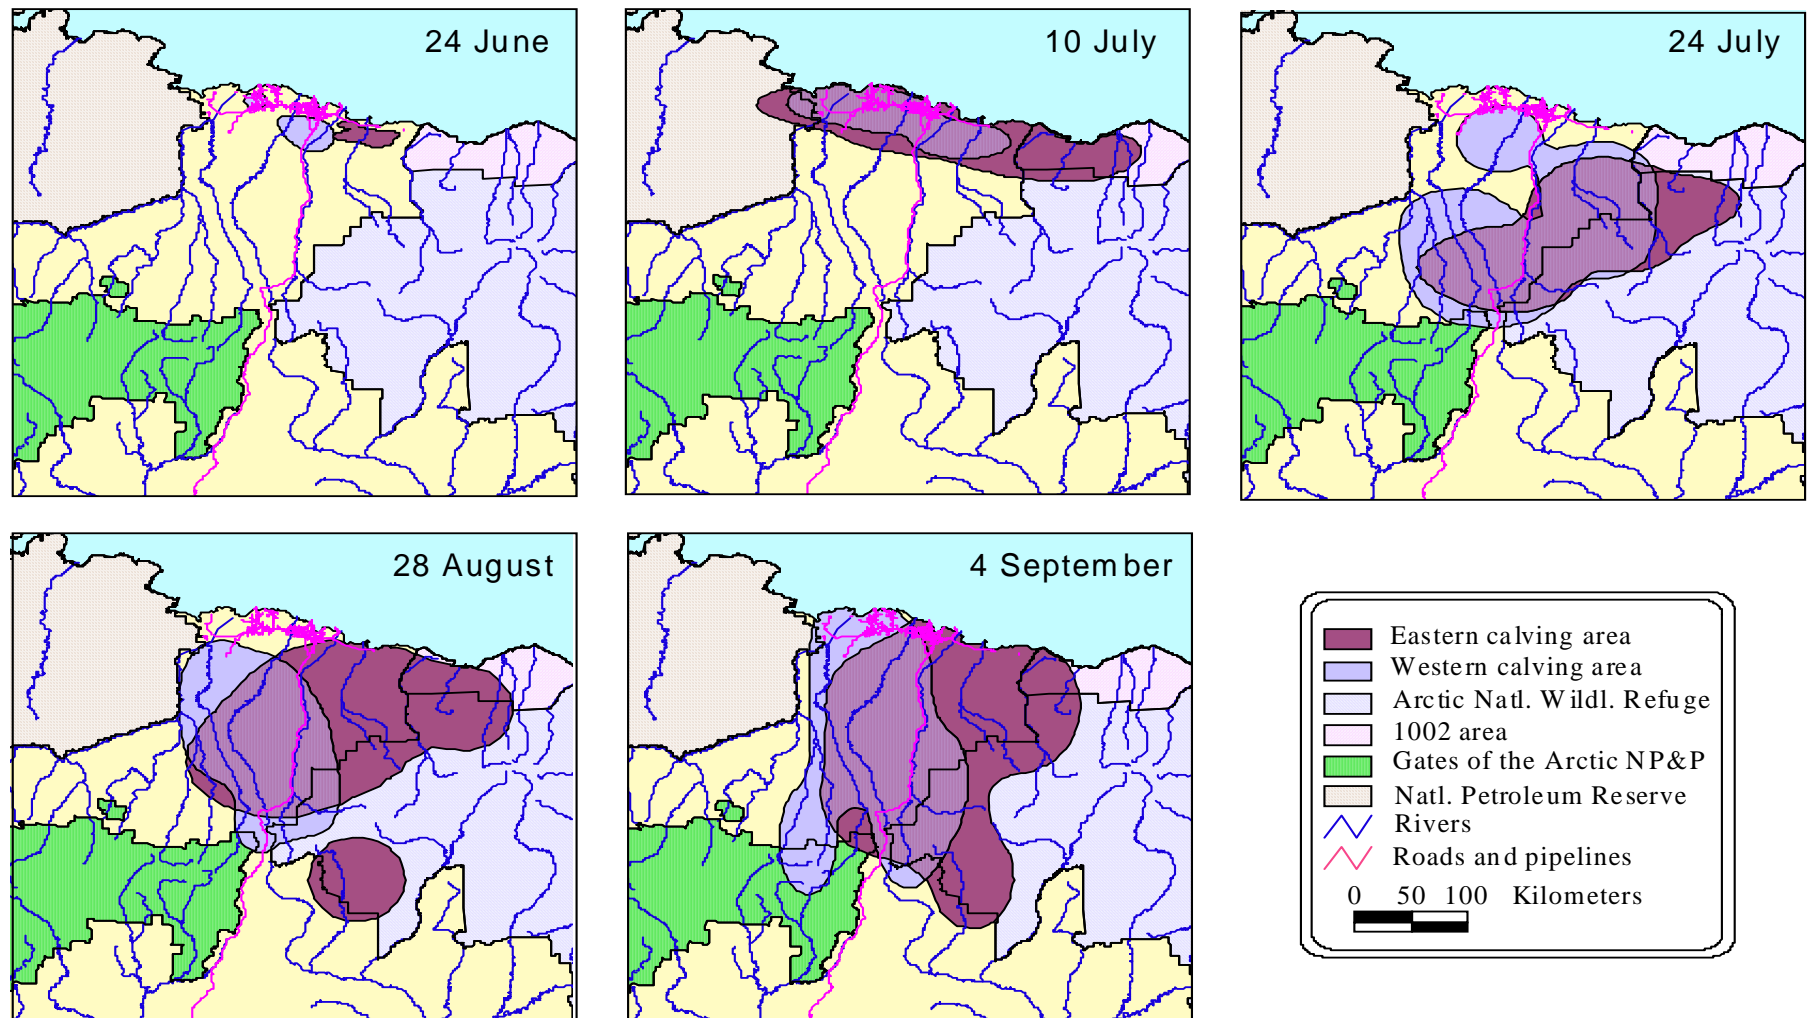 24 June
10 July
24 July
28 August
4 September
Eastern calving area
Western calving area
Arctic Natl. Wildl. Refuge
1002 area
Gates of the Arctic NP&P
Natl. Petroleum Reserve
Rivers
Roads and pipelines
0 50 100 Kilometers